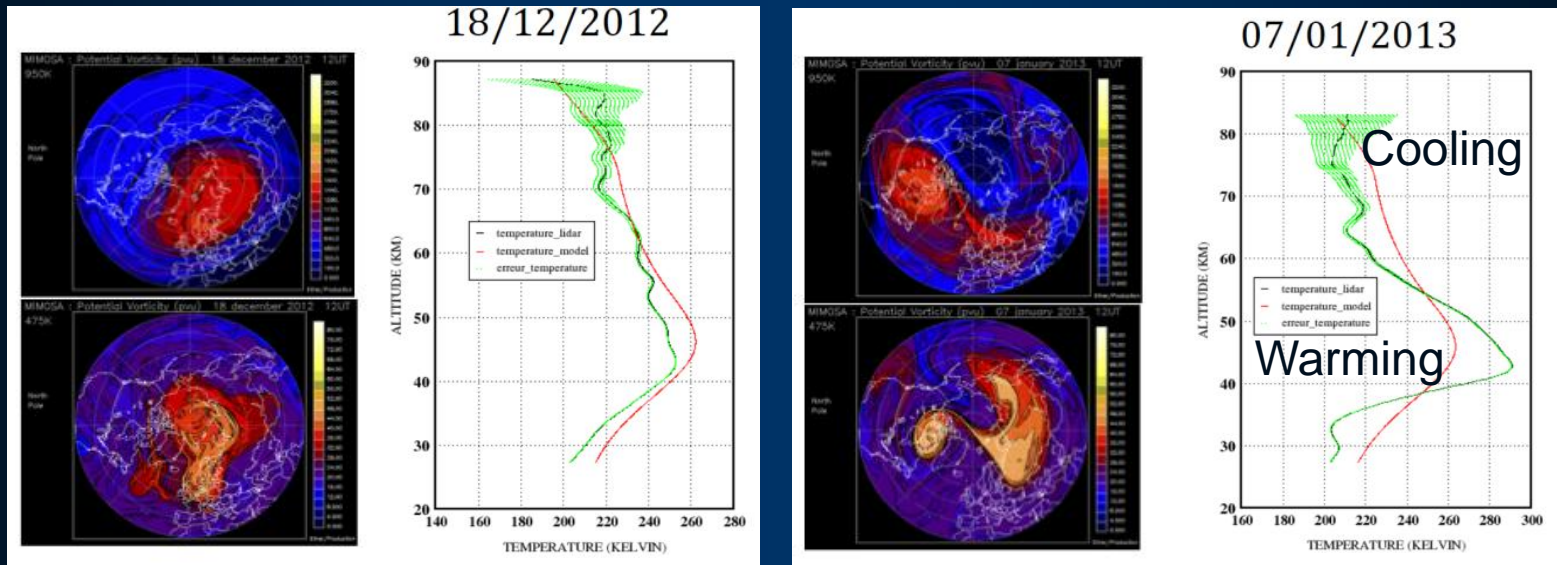 18/12/2012
MIMOSA : Potential Vorticity (pvu) 18 december 2012 12UT
950K
North
Pole
MIMOSA : Potential Vorticity (pvu) 18 december 2012 12UT
475K
North
Pole
90
80
70
60
50
40
30
20
ALTITUDE (KM)
temperature_lidar
temperature_model
erreur_temperature
140 160 180 200 220 240 260 280
TEMPERATURE (KELVIN)
07/01/2013
MIMOSA : Potential Vorticity (pvu) 07 january 2013 12UT
950K
North
Pole
MIMOSA : Potential Vorticity (pvu) 07 january 2013 12UT
475K
North
Pole
90
80
70
60
50
40
30
20
ALTITUDE (KM)
Cooling
temperature_lidar
temperature_model
erreur_temperature
Warming
160 180 200 220 240 260 280 300
TEMPERATURE (KELVIN)